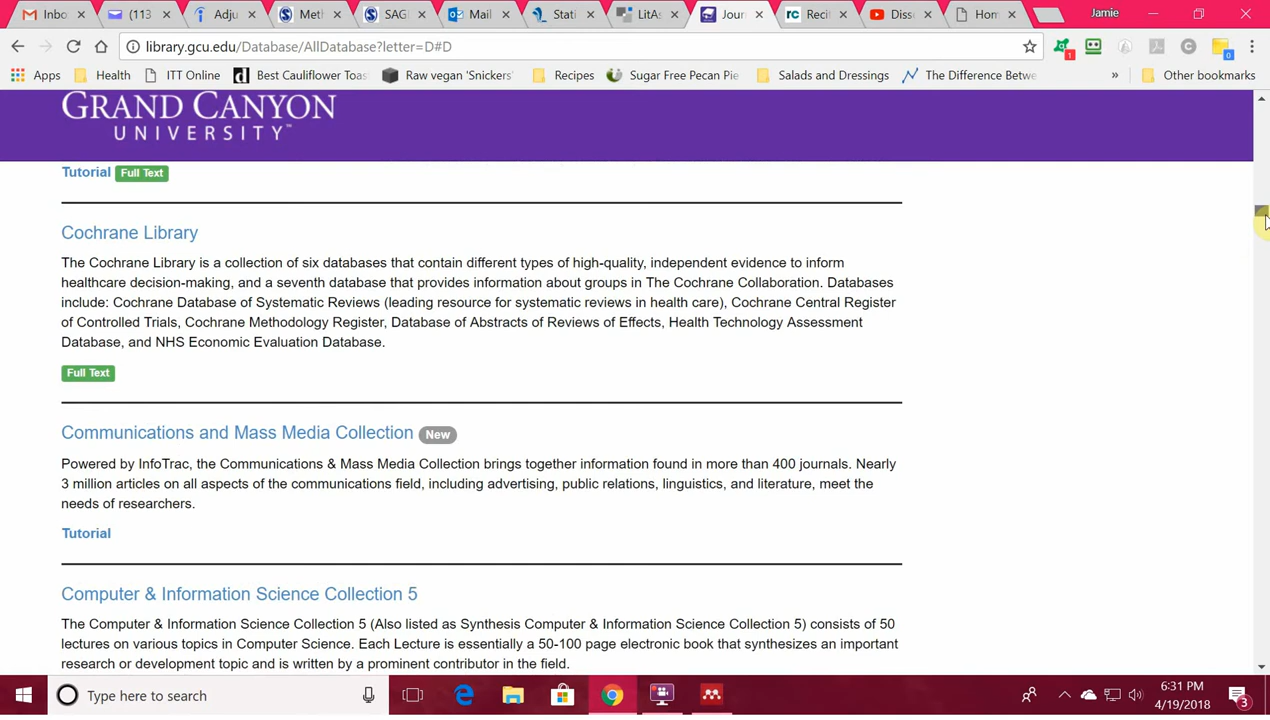 Inbo
(113
Adju
Meth
SAG
Mail
Stati
LitAs
Journ
Recit
Disse
Hom
Jamie
library.gcu.edu/Database/AllDatabase?letter=D#D
1
0
Apps
Health
ITT Online
Best Cauliflower Toas
Raw vegan 'Snickers'
Recipes
Sugar Free Pecan Pie
Salads and Dressings
The Difference Betwe
»
Other bookmarks
GRAND CANYON
UNIVERSITY™
Tutorial Full Text
Cochrane Library
The Cochrane Library is a collection of six databases that contain different types of high-quality, independent evidence to inform
healthcare decision-making, and a seventh database that provides information about groups in The Cochrane Collaboration. Databases
include: Cochrane Database of Systematic Reviews (leading resource for systematic reviews in health care), Cochrane Central Register
of Controlled Trials, Cochrane Methodology Register, Database of Abstracts of Reviews of Effects, Health Technology Assessment
Database, and NHS Economic Evaluation Database.
Full Text
Communications and Mass Media Collection New
Powered by InfoTrac, the Communications & Mass Media Collection brings together information found in more than 400 journals. Nearly
3 million articles on all aspects of the communications field, including advertising, public relations, linguistics, and literature, meet the
needs of researchers.
Tutorial
Computer & Information Science Collection 5
The Computer & Information Science Collection 5 (Also listed as Synthesis Computer & Information Science Collection 5) consists of 50
lectures on various topics in Computer Science. Each Lecture is essentially a 50-100 page electronic book that synthesizes an important
research or development topic and is written by a prominent contributor in the field.
Type here to search
6:31 PM
4/19/2018
3